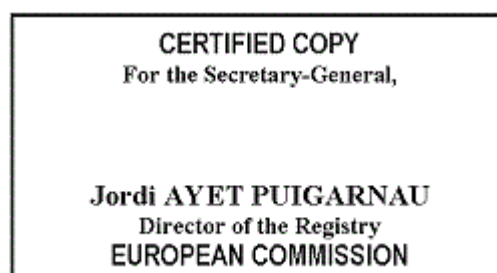 CERTIFIED COPY
For the Secretary-General,
Jordi AYET PUIGARNAU
Director of the Registry
EUROPEAN COMMISSION